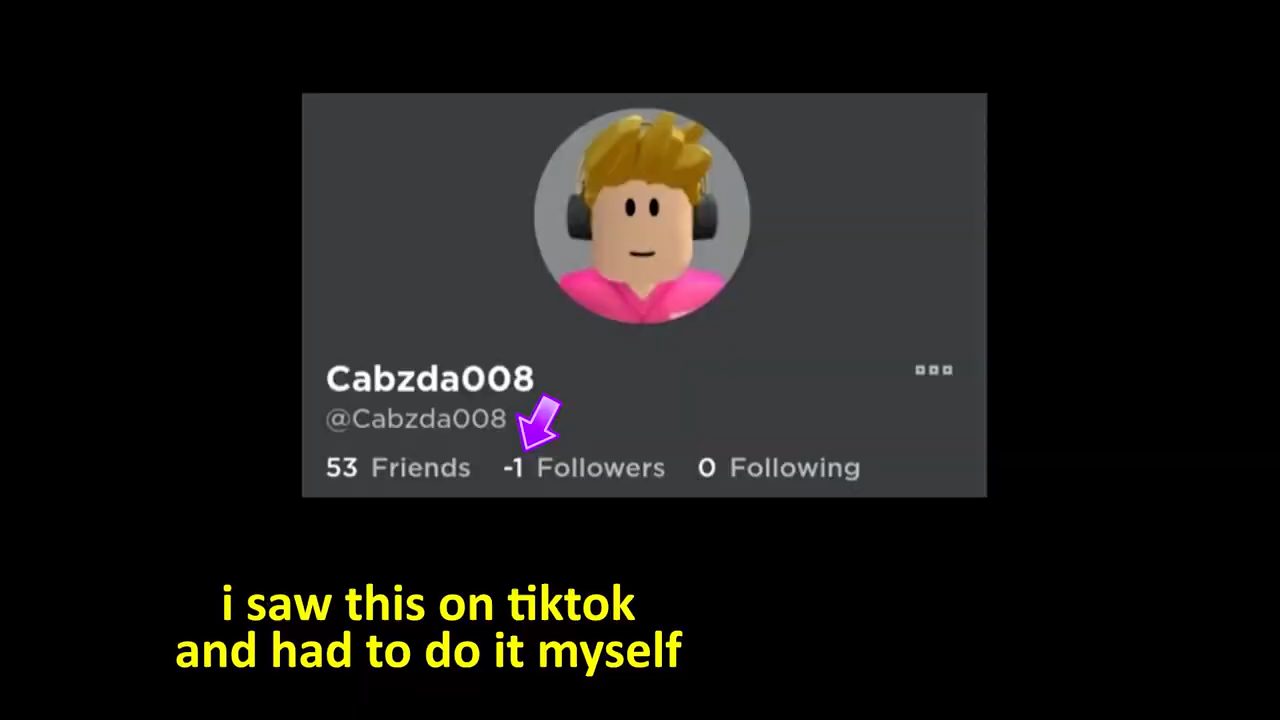 Cabzda008
@Cabzda008
53 Friends -1 Followers 0 Following
i saw this on tiktok
and had to do it myself